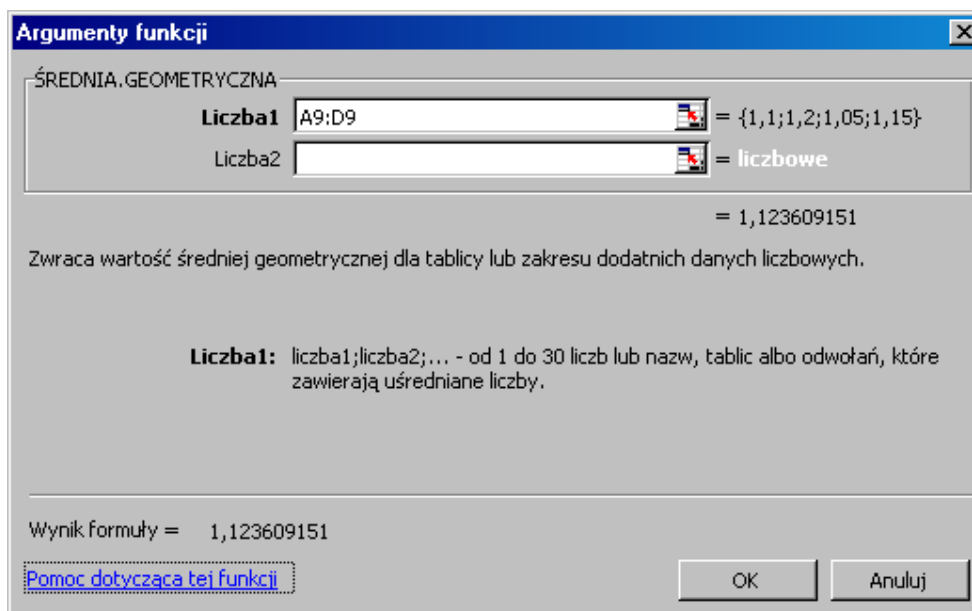 Argumenty funkcji
ŚREDNIA.GEOMETRYCZNA
Liczba1 A9:D9 = {1,1;1,2;1,05;1,15}
Liczba2 = liczbowe
= 1,123609151
Zwraca wartość średniej geometrycznej dla tablicy lub zakresu dodatnich danych liczbowych.
Liczba1: liczba1;liczba2;... - od 1 do 30 liczb lub nazw, tablic albo odwołań, które
zawierają uśredniane liczby.
Wynik formuły = 1,123609151
Pomoc dotycząca tej funkcji OK Anuluj